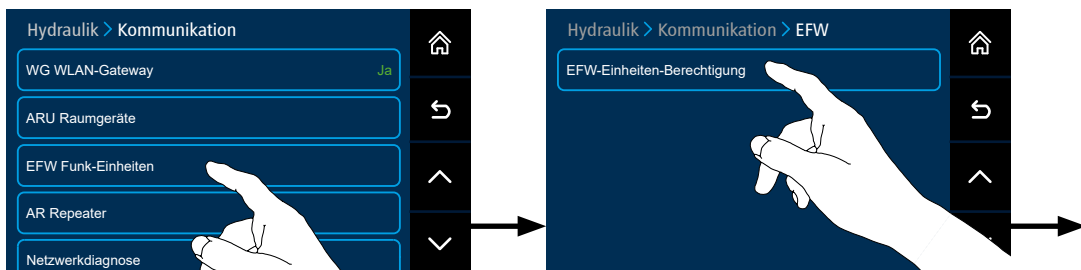 Hydraulik > Kommunikation
WG WLAN-Gateway Ja
ARU Raumgeräte
EFW Funk-Einheiten
AR Repeater
Netzwerkdiagnose
Hydraulik > Kommunikation > EFW
EFW-Einheiten-Berechtigung